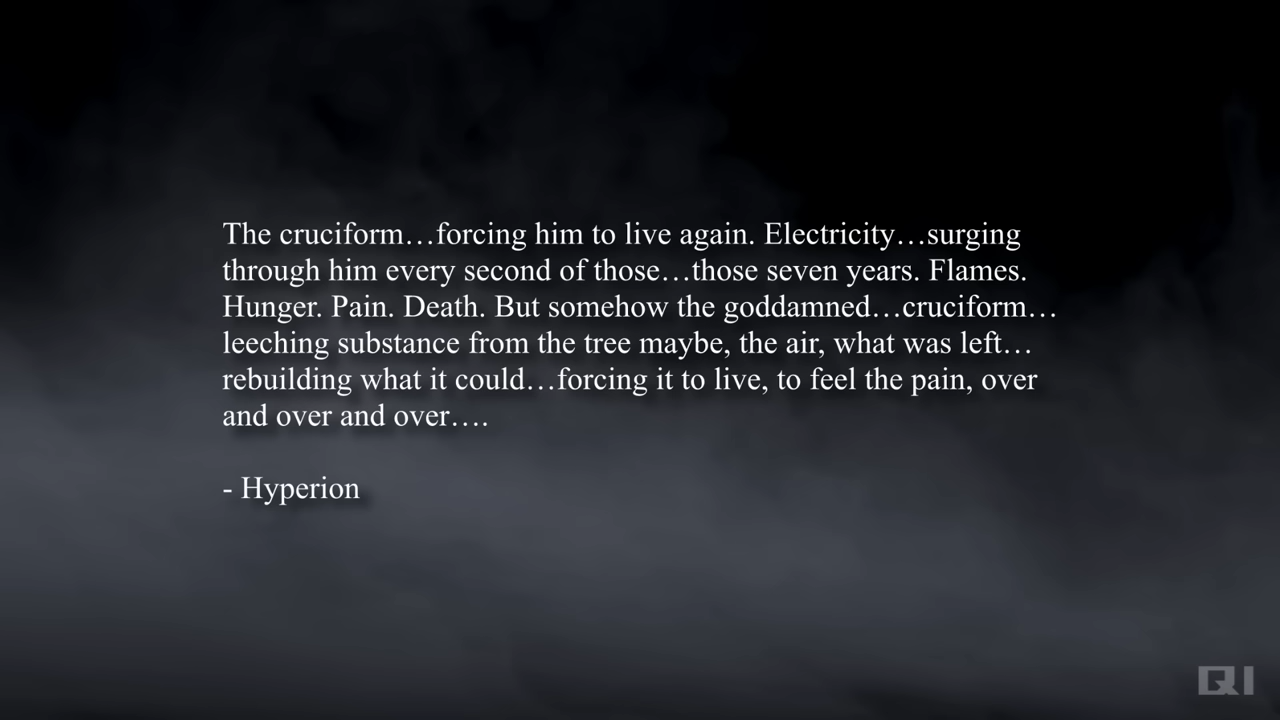 The cruciform…forcing him to live again. Electricity…surging
through him every second of those…those seven years. Flames.
Hunger. Pain. Death. But somehow the goddamned…cruciform…
leeching substance from the tree maybe, the air, what was left…
rebuilding what it could…forcing it to live, to feel the pain, over
and over and over….
- Hyperion
QI